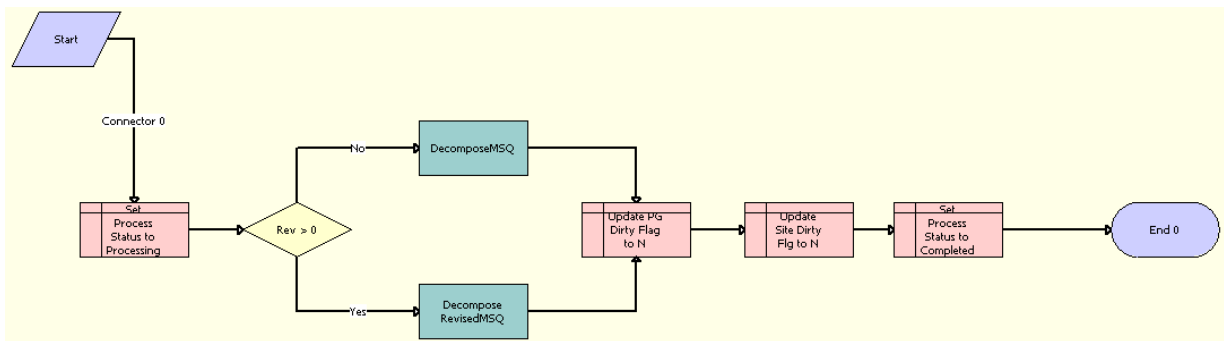 Start
Connector 0
Set
Process
Status to
Processing
Rev > 0
No
DecomposeMSQ
Yes
Decompose
RevisedMSQ
Update PG
Dirty Flag
to N
Update
Site Dirty
Flg to N
Set
Process
Status to
Completed
End 0